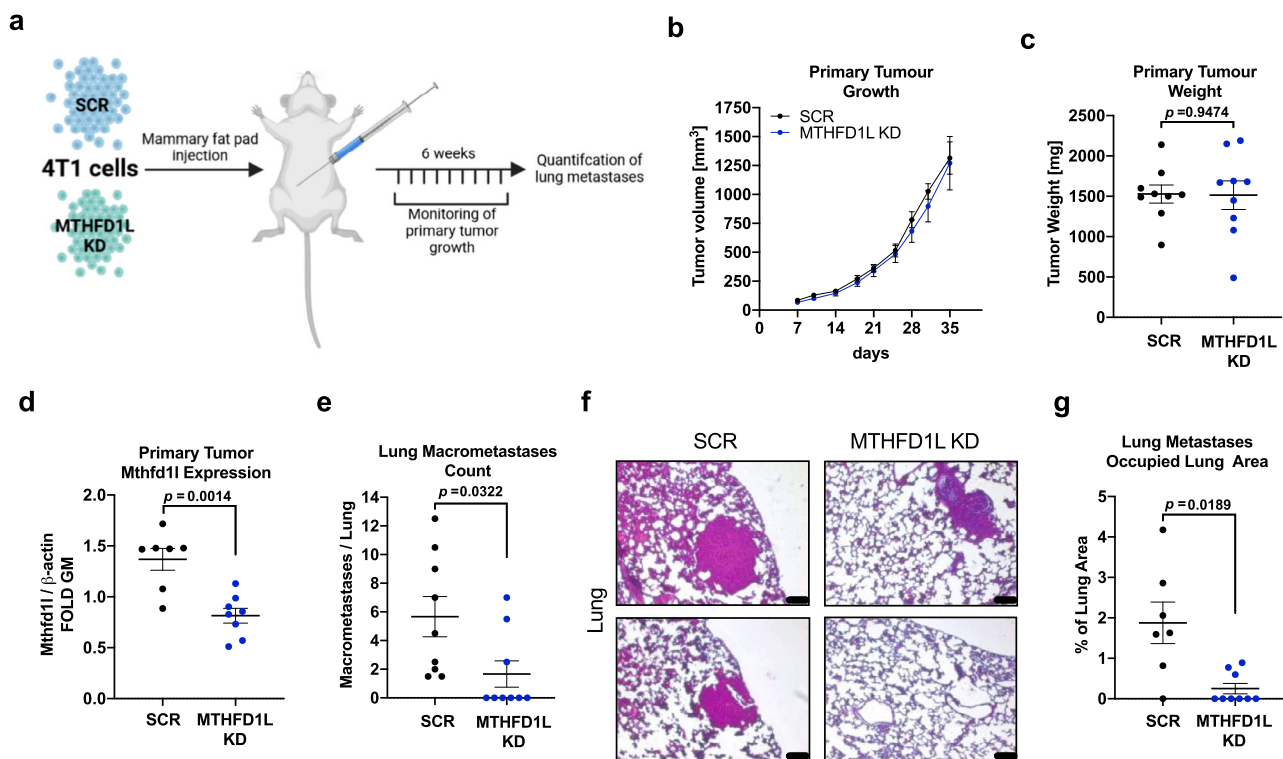 a
SCR
4T1 cells
MTHFD1L
KD
Mammary fat pad
injection
6 weeks
Monitoring of
primary tumor
growth
Quantifcation of
lung metastases
b
Primary Tumour
Growth
SCR
MTHFD1L KD
Tumor volume [mm³]
1750
1500
1250
1000
750
500
250
0
0 7 14 21 28 35
days
c
Primary Tumour
Weight
p=0.9474
Tumor Weight [mg]
2500
2000
1500
1000
500
0
SCR
MTHFD1L
KD
d
Primary Tumor
Mthfd1l Expression
p = 0.0014
Mthfd1l / β-actin
FOLD GM
2.0
1.5
1.0
0.5
0.0
SCR
MTHFD1L
KD
e
Lung Macrometastases
Count
p=0.0322
Macrometastases / Lung
14
12
10
8
6
4
2
0
SCR
MTHFD1L
KD
f
SCR
MTHFD1L KD
Lung
g
Lung Metastases
Occupied Lung Area
p = 0.0189
% of Lung Area
5
4
3
2
1
0
SCR
MTHFD1L
KD